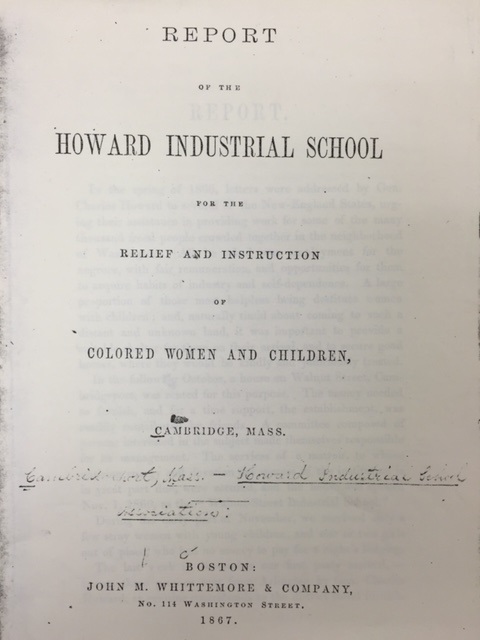 REPORT
OF THE
HOWARD INDUSTRIAL SCHOOL
FOR THE
RELIEF AND INSTRUCTION
OF
COLORED WOMEN AND CHILDREN,
CAMBRIDGE, MASS.
Cambridgeport, Mass. — Howard Industrial School
Association.
BOSTON:
JOHN M. WHITTEMORE & COMPANY,
No. 114 Washington Street.
1867.